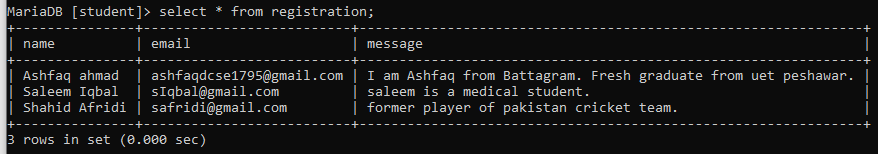 MariaDB [student]> select * from registration;
+---------------+------------------------+--------------------------------------------------------------+
| name          | email                  | message                                                      |
+---------------+------------------------+--------------------------------------------------------------+
| Ashfaq ahmad  | ashfaqdcse1795@gmail.com | I am Ashfaq from Battagram. Fresh graduate from uet peshawar. |
| Saleem Iqbal  | sIqbal@gmail.com       | saleem is a medical student.                                 |
| Shahid Afridi | safridi@gmail.com      | former player of pakistan cricket team.                      |
+---------------+------------------------+--------------------------------------------------------------+
3 rows in set (0.000 sec)